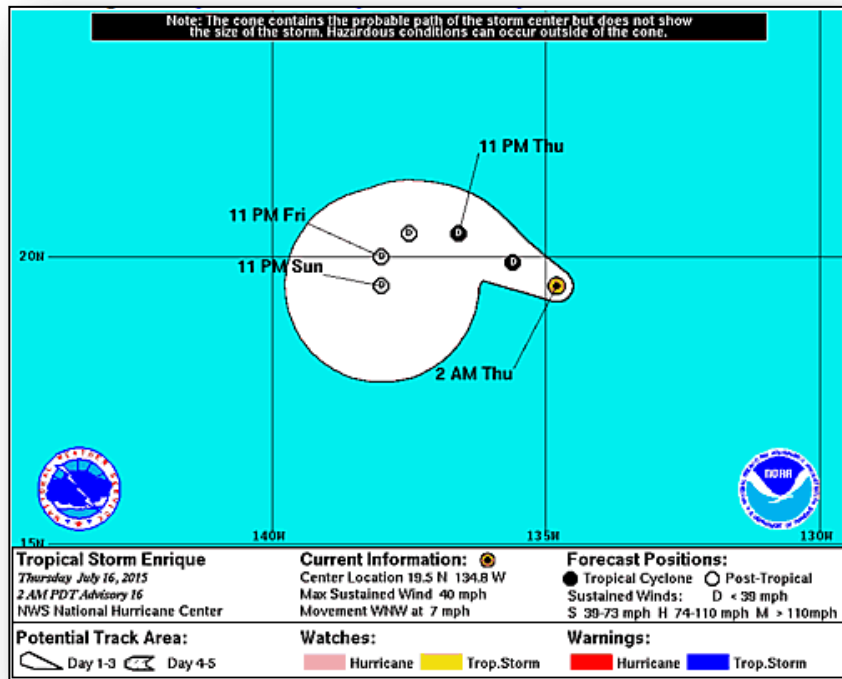 Note: The cone contains the probable path of the storm center but does not show
the size of the storm. Hazardous conditions can occur outside of the cone.
11 PM Thu
11 PM Fri
20N
11 PM Sun
2 AM Thu
NOAA
15N
140W
135W
130W
Tropical Storm Enrique
Thursday July 16, 2015
2 AM PDT Advisory 16
NWS National Hurricane Center
Current Information:
Center Location 19.5 N 134.8 W
Max Sustained Wind 40 mph
Movement WNW at 7 mph
Forecast Positions:
Tropical Cyclone Post-Tropical
Sustained Winds: D < 39 mph
S 39-73 mph H 74-110 mph M > 110mph
Potential Track Area:
Day 1-3 Day 4-5
Watches:
Hurricane Trop.Storm
Warnings:
Hurricane Trop.Storm